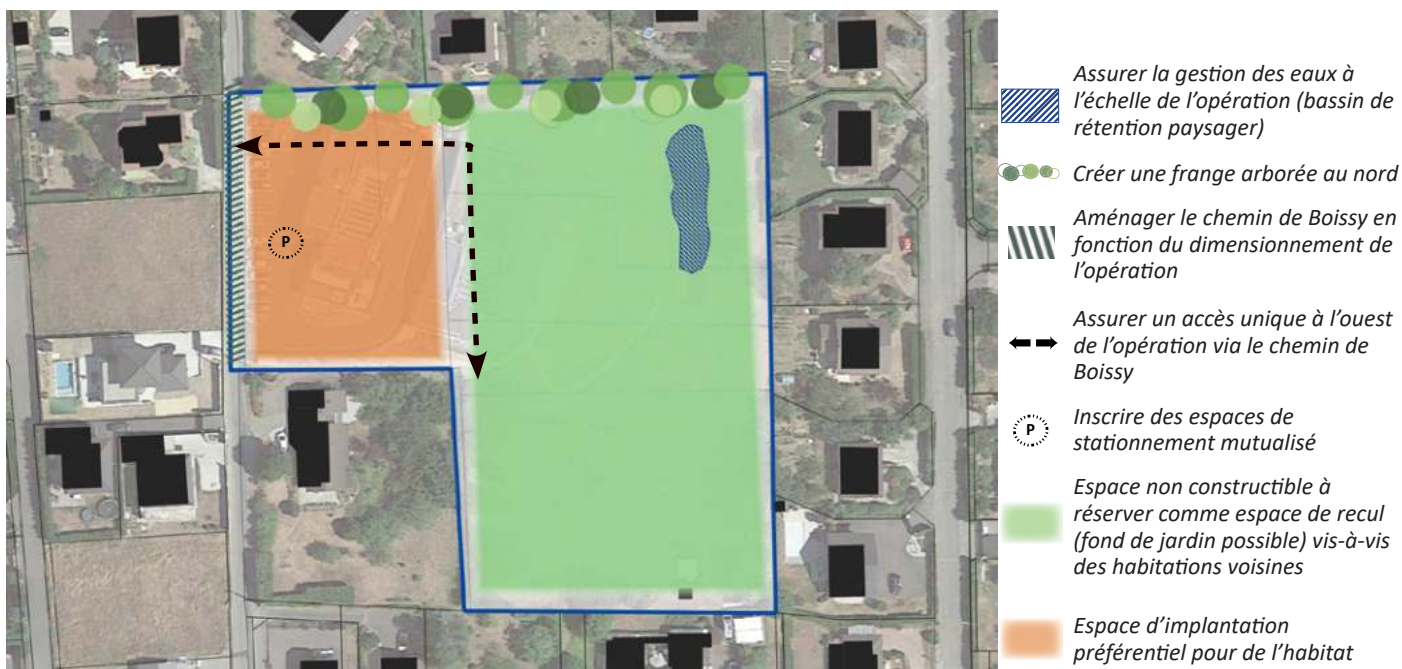 Assurer la gestion des eaux à
l’échelle de l’opération (bassin de
rétention paysager)
Créer une frange arborée au nord
Aménager le chemin de Boissy en
fonction du dimensionnement de
l’opération
Assurer un accès unique à l’ouest
de l’opération via le chemin de
Boissy
P
P
Inscrire des espaces de
stationnement mutualisé
Espace non constructible à
réserver comme espace de recul
(fond de jardin possible) vis-à-vis
des habitations voisines
Espace d’implantation
préférentiel pour de l’habitat